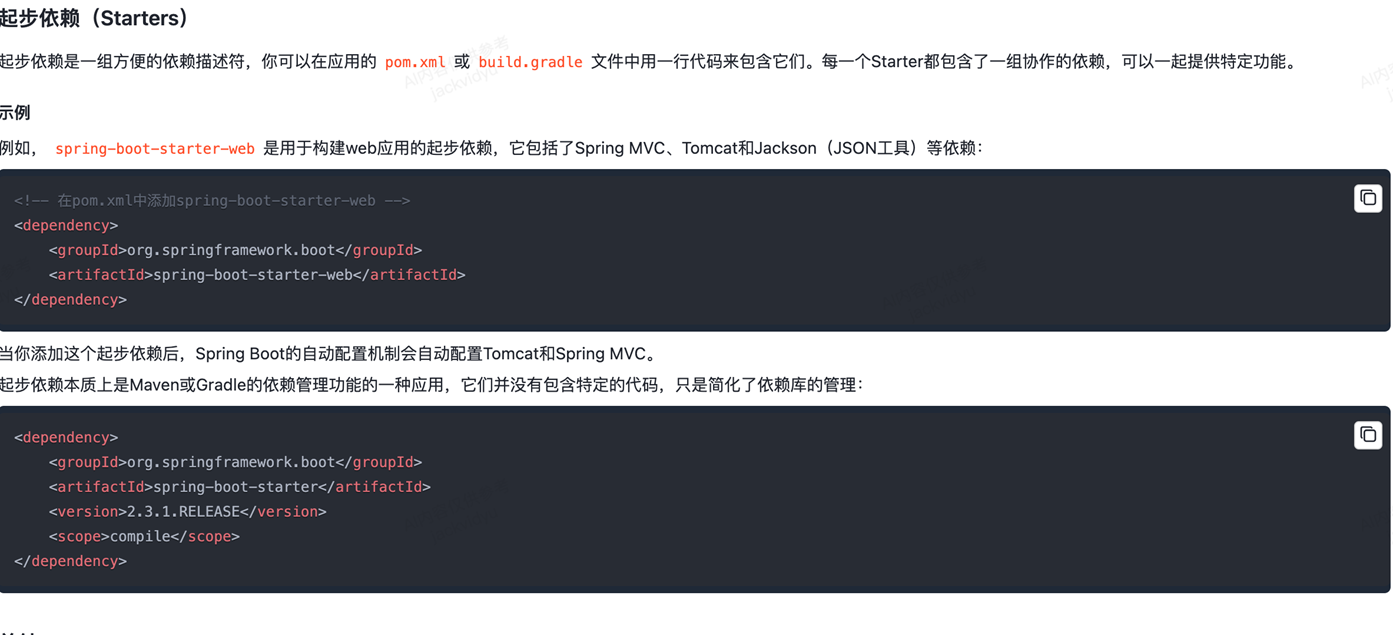 起步依赖（Starters）
起步依赖是一组方便的依赖描述符，你可以在应用的 pom.xml 或 build.gradle 文件中用一行代码来包含它们。每一个Starter都包含了一组协作的依赖，可以一起提供特定功能。
示例
例如， spring-boot-starter-web 是用于构建web应用的起步依赖，它包括了Spring MVC、Tomcat和Jackson（JSON工具）等依赖：
<!-- 在pom.xml中添加spring-boot-starter-web -->
<dependency>
    <groupId>org.springframework.boot</groupId>
    <artifactId>spring-boot-starter-web</artifactId>
</dependency>
当你添加这个起步依赖后，Spring Boot的自动配置机制会自动配置Tomcat和Spring MVC。
起步依赖本质上是Maven或Gradle的依赖管理功能的一种应用，它们并没有包含特定的代码，只是简化了依赖库的管理：
<dependency>
    <groupId>org.springframework.boot</groupId>
    <artifactId>spring-boot-starter</artifactId>
    <version>2.3.1.RELEASE</version>
    <scope>compile</scope>
</dependency>